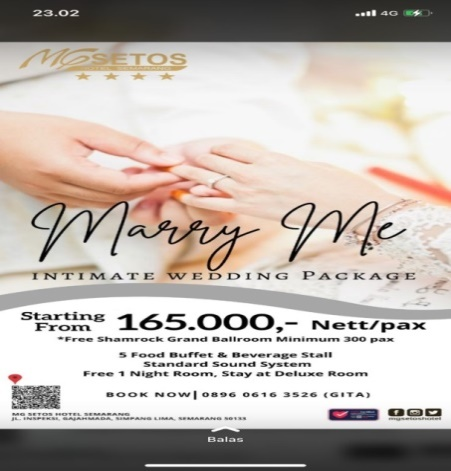 23.02
4G
MG SETOS
HOTEL SEMARANG
Marry Me
INTIMATE WEDDING PACKAGE
Starting From 165.000,- Nett/pax
*Free Shamrock Grand Ballroom Minimum 300 pax
5 Food Buffet & Beverage Stall
Standard Sound System
Free 1 Night Room, Stay at Deluxe Room
BOOK NOW| 0896 0616 3526 (GITA)
MG SETOS HOTEL SEMARANG
JL. INSPEKSI, GAJAHMADA, SIMPANG LIMA, SEMARANG 50133
mgsetoshotel
Balas